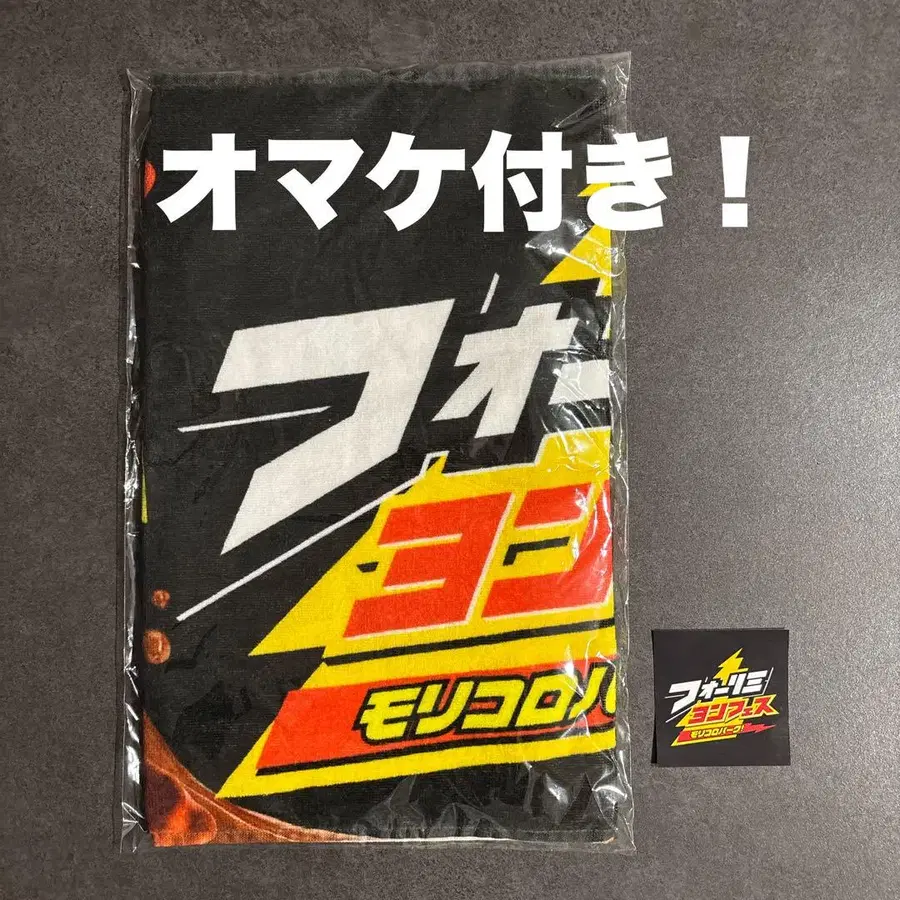 オマケ付き！
フォー
ヨン
モリコロパ
フォーリミ
ヨンフェス
モリコロパーク